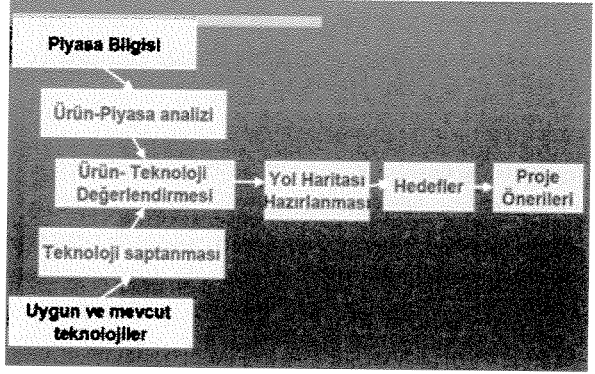 Piyasa Bilgisi
Ürün-Piyasa analizi
Ürün- Teknoloji
Değerlendirmesi
Yol Haritası
Hazırlanması
Hedefler
Proje
Önerileri
Teknoloji saptanması
Uygun ve mevcut
teknolojiler